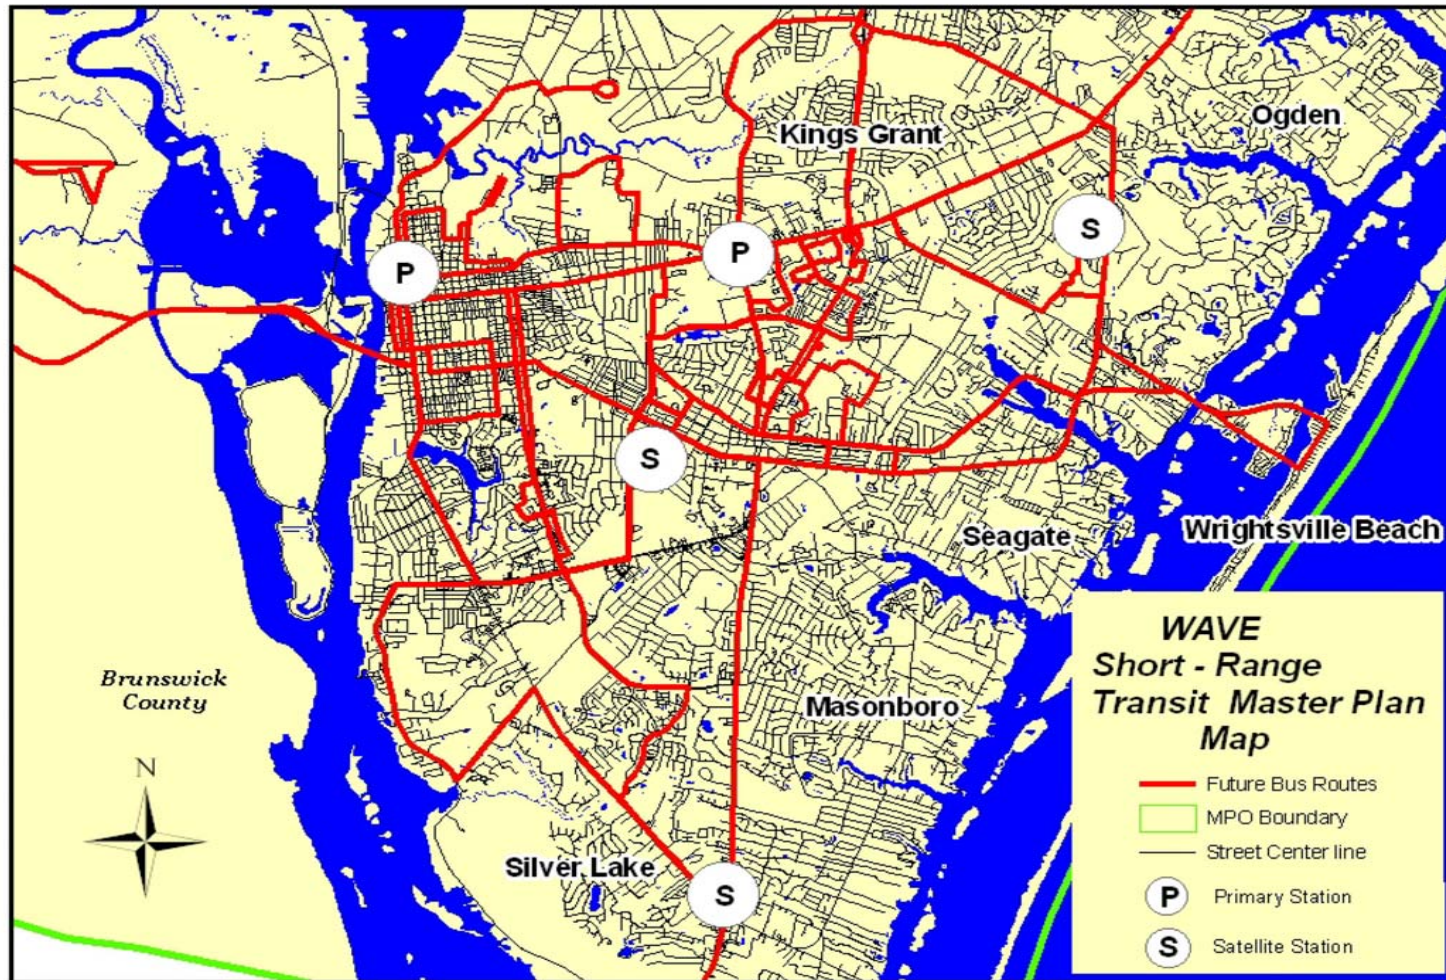 Ogden
Kings Grant
S
P
P
S
Seagate
Wrightsville Beach
Brunswick
County
Masonboro
N
Silver Lake
S
WAVE
Short - Range
Transit Master Plan
Map
Future Bus Routes
MPO Boundary
Street Center line
P Primary Station
S Satellite Station